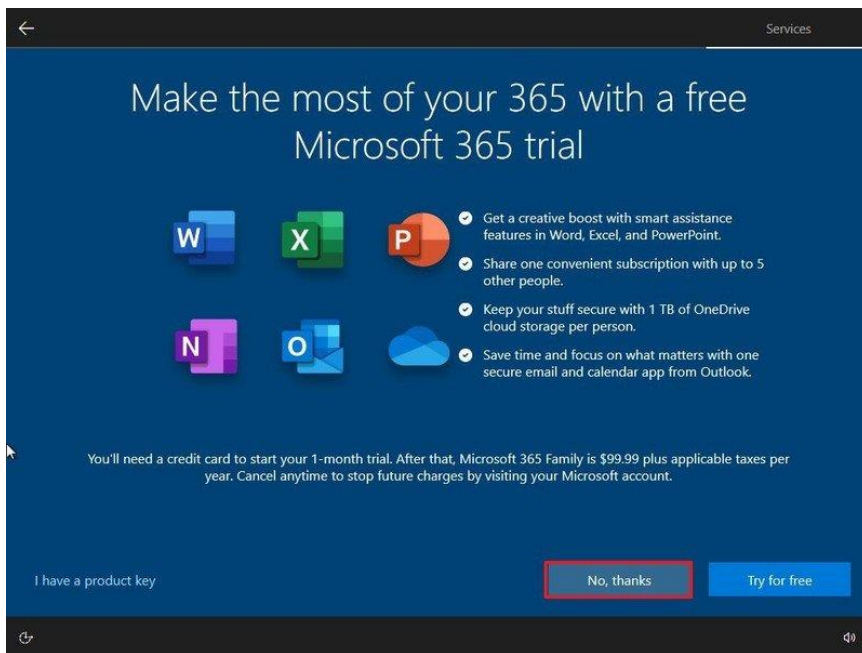 Services
Make the most of your 365 with a free
Microsoft 365 trial
W
X
P
N
O
Get a creative boost with smart assistance
features in Word, Excel, and PowerPoint.
Share one convenient subscription with up to 5
other people.
Keep your stuff secure with 1 TB of OneDrive
cloud storage per person.
Save time and focus on what matters with one
secure email and calendar app from Outlook.
You'll need a credit card to start your 1-month trial. After that, Microsoft 365 Family is $99.99 plus applicable taxes per
year. Cancel anytime to stop future charges by visiting your Microsoft account.
I have a product key
No, thanks
Try for free